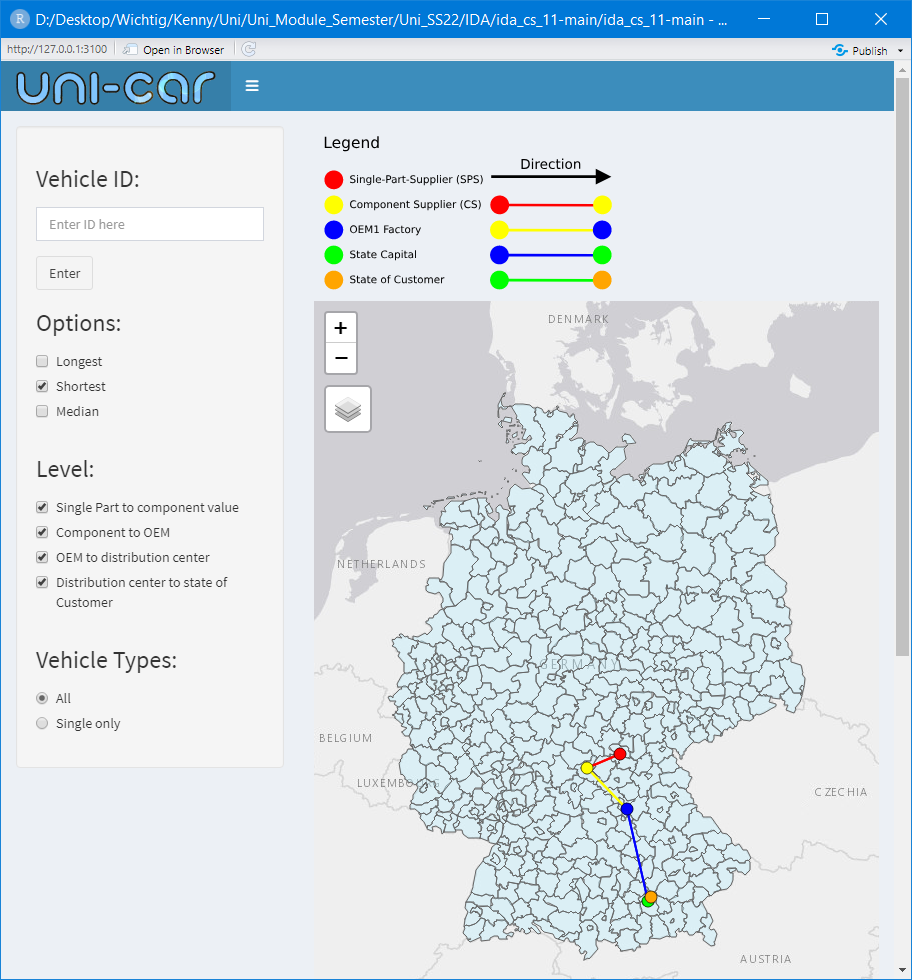 D:/Desktop/Wichtig/Kenny/Uni/Uni_Module_Semester/Uni_SS22/IDA/ida_cs_11-main/ida_cs_11-main - ...
http://127.0.0.1:3100
Open in Browser
Publish
uni-car
Vehicle ID:
Enter ID here
Enter
Options:
Longest
Shortest
Median
Level:
Single Part to component value
Component to OEM
OEM to distribution center
Distribution center to state of
Customer
Vehicle Types:
All
Single only
Legend
Direction
Single-Part-Supplier (SPS)
Component Supplier (CS)
OEM1 Factory
State Capital
State of Customer
+
−
DENMARK
NETHERLANDS
GERMANY
BELGIUM
LUXEMBOURG
CZECHIA
AUSTRIA